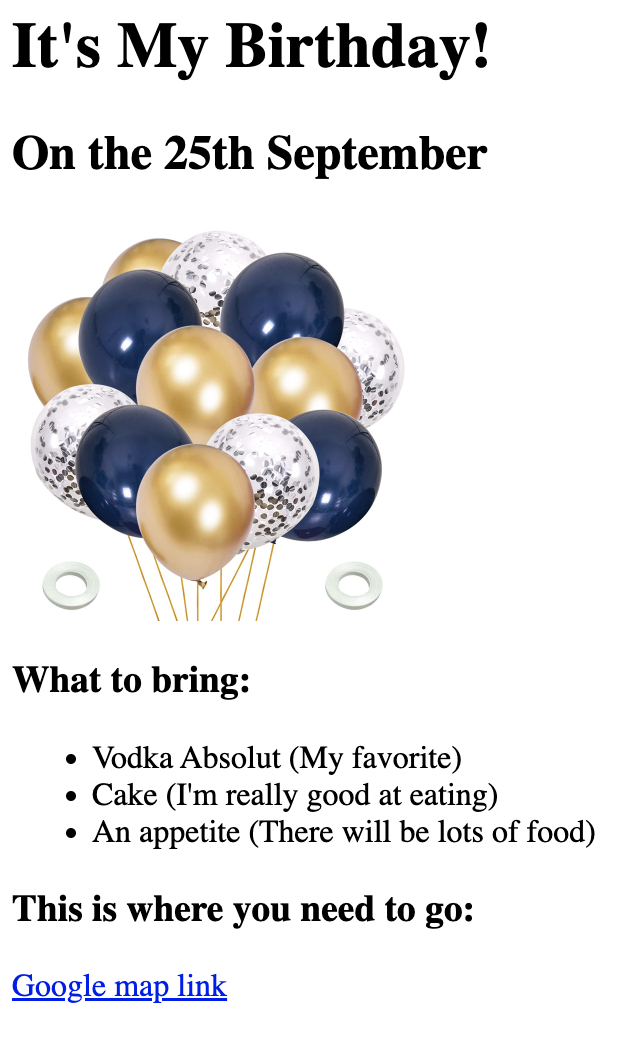 It's My Birthday!
On the 25th September
What to bring:
Vodka Absolut (My favorite)
Cake (I'm really good at eating)
An appetite (There will be lots of food)
This is where you need to go:
Google map link